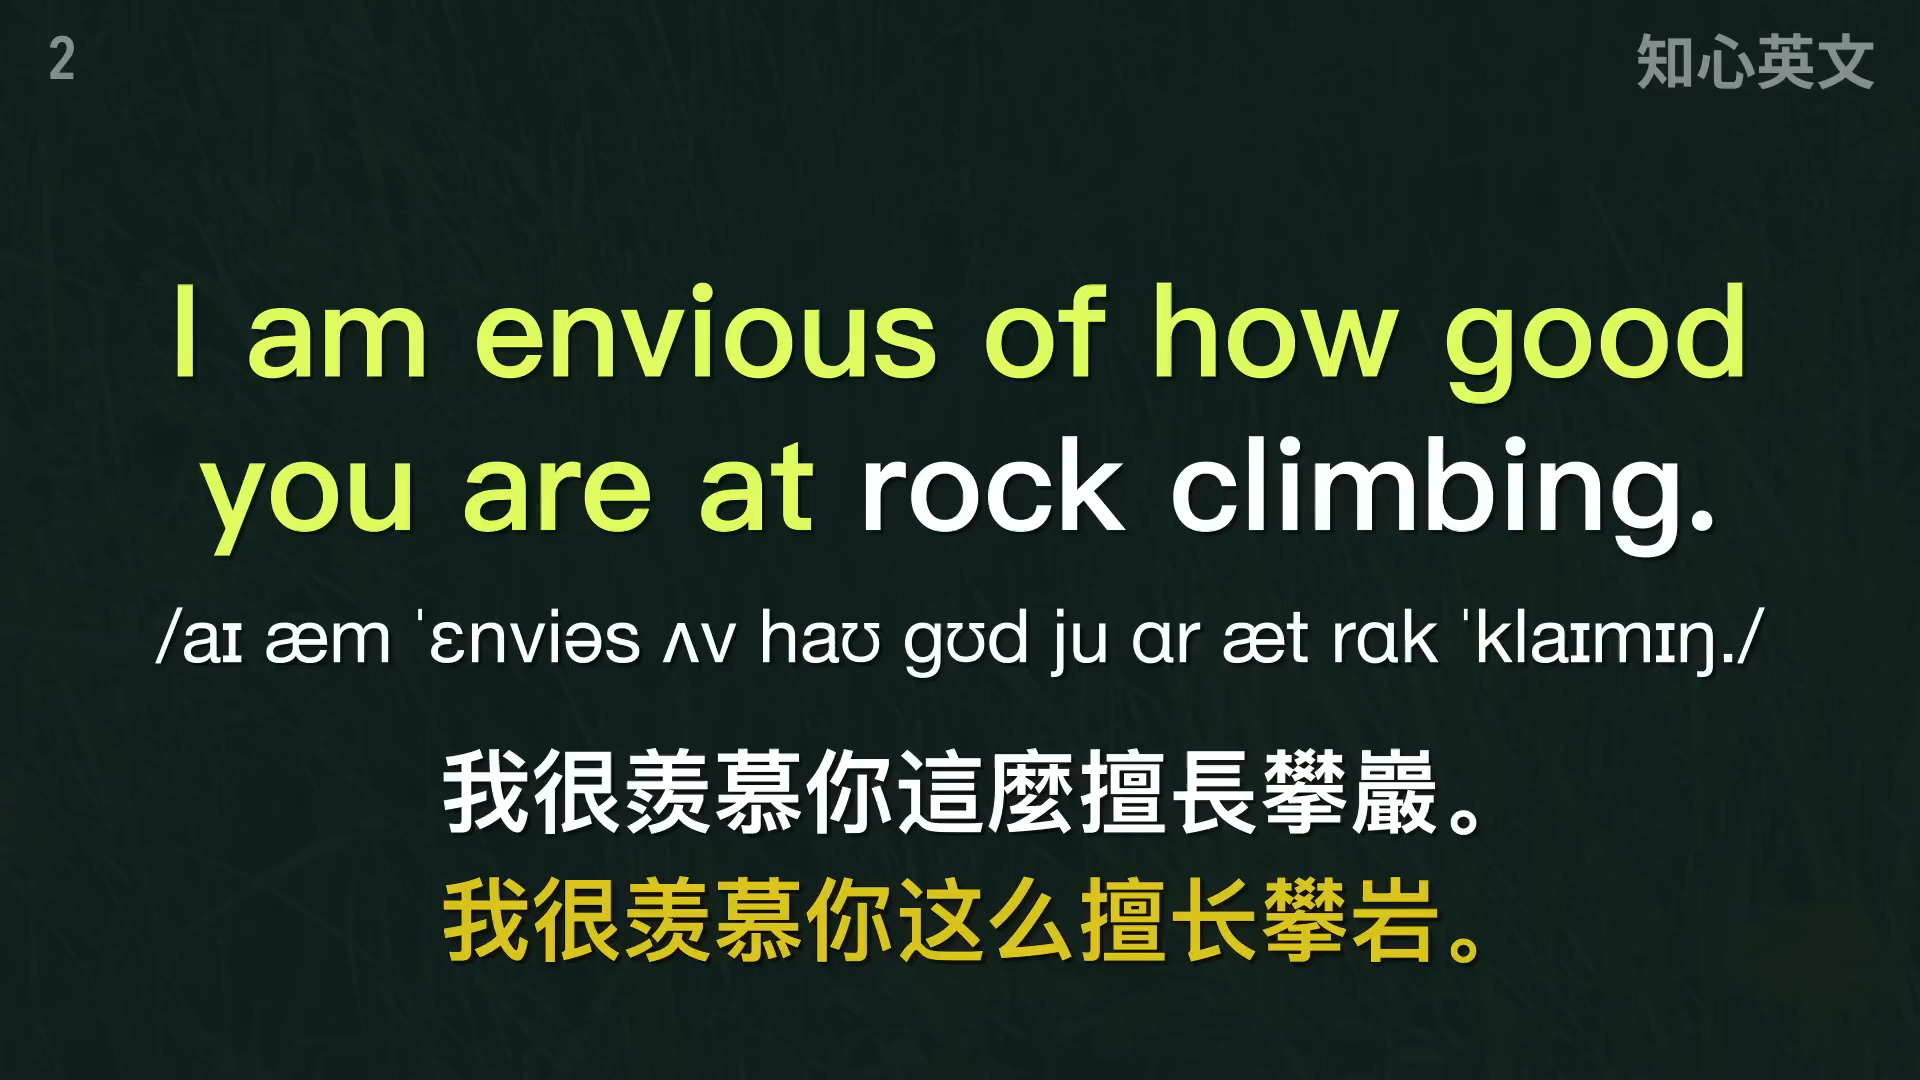 2
知心英文
I am envious of how good
you are at rock climbing.
/aɪ æm ˈɛnviəs ʌv haʊ gʊd ju ɑr æt rɑk ˈklaɪmɪŋ./
我很羨慕你這麼擅長攀巖。
我很羡慕你这么擅长攀岩。